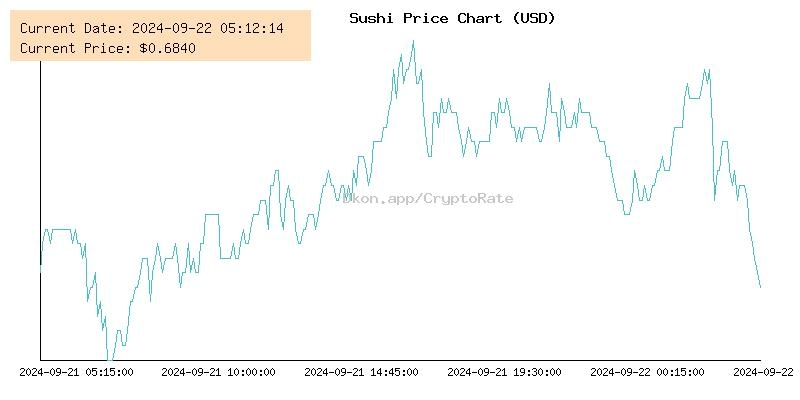 Sushi Price Chart (USD)
Current Date: 2024-09-22 05:12:14
Current Price: $0.6840
Dkon.app/CryptoRate
2024-09-21 05:15:00 2024-09-21 10:00:00 2024-09-21 14:45:00 2024-09-21 19:30:00 2024-09-22 00:15:00 2024-09-22